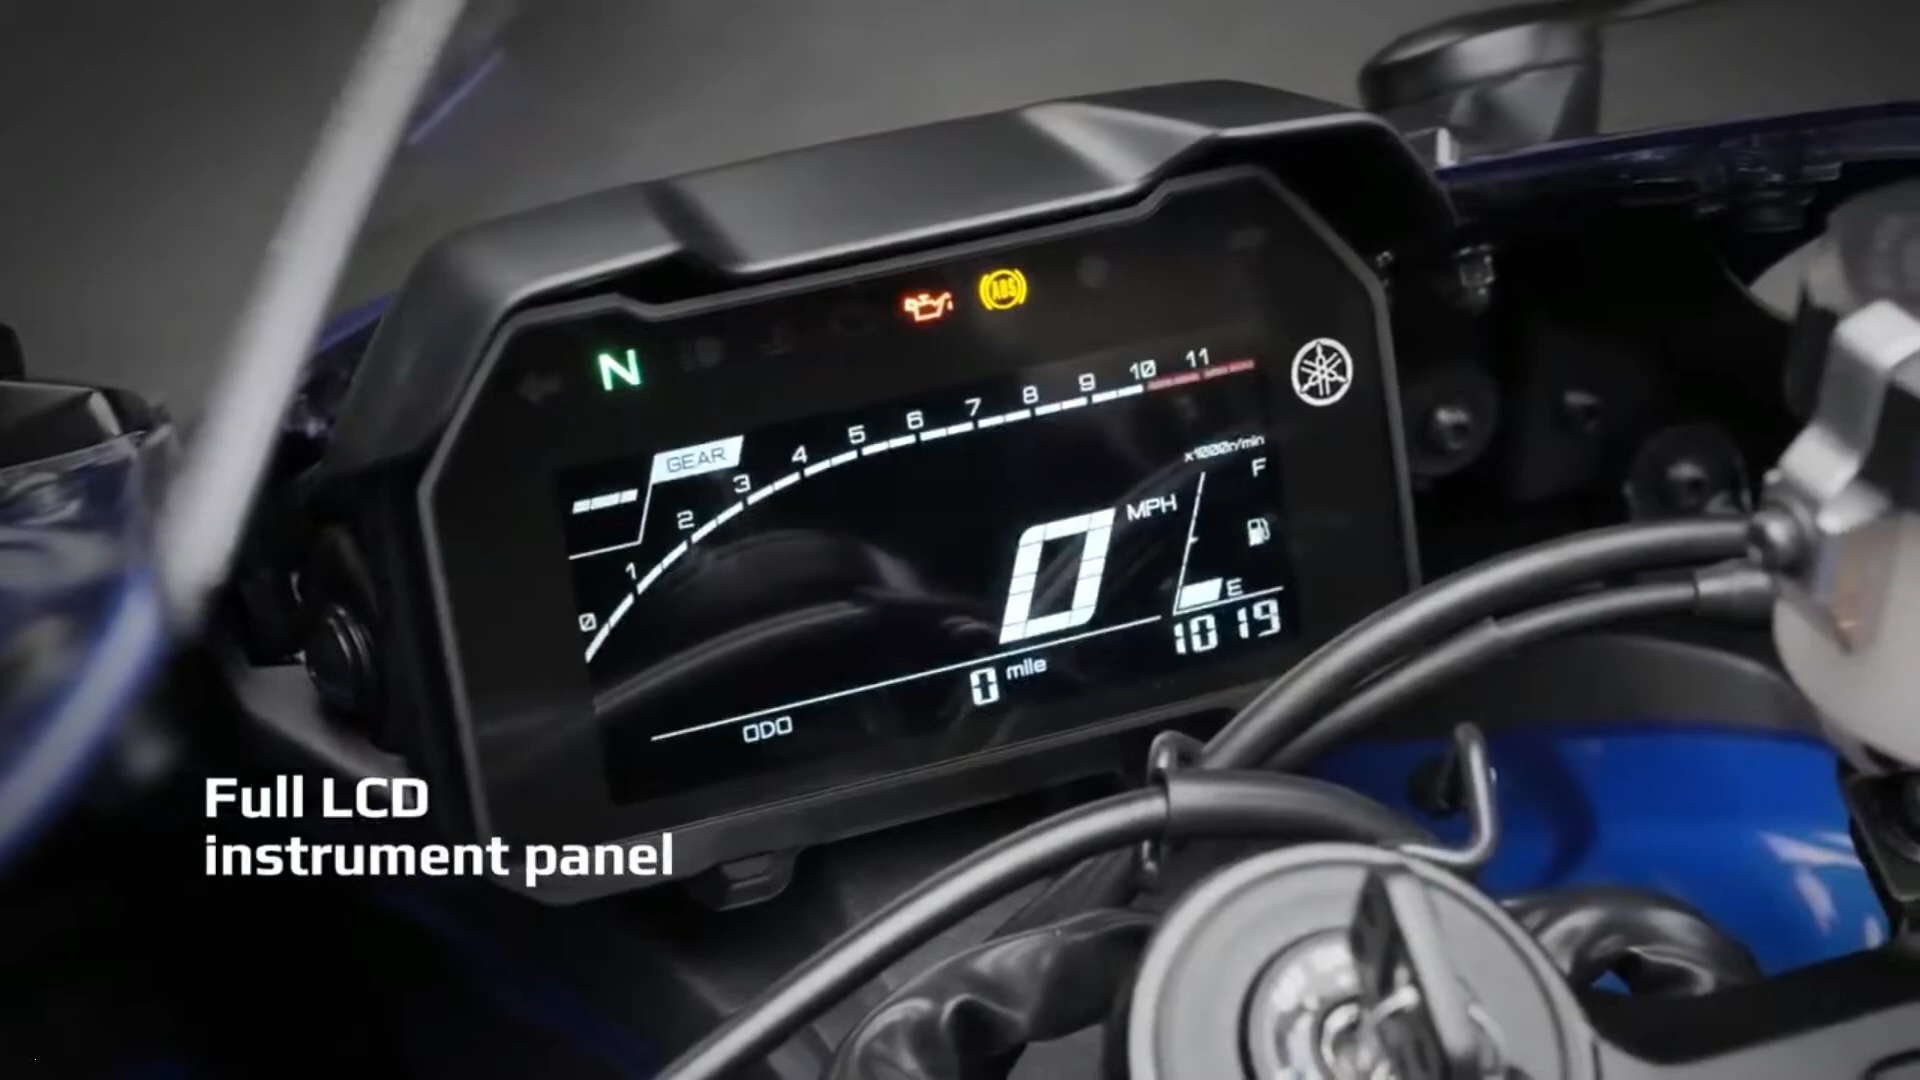 ABS
N
GEAR
0 1 2 3 4 5 6 7 8 9 10 11
x1000r/min
F
0 MPH
E
10 19
0 mile
ODO
Full LCD
instrument panel